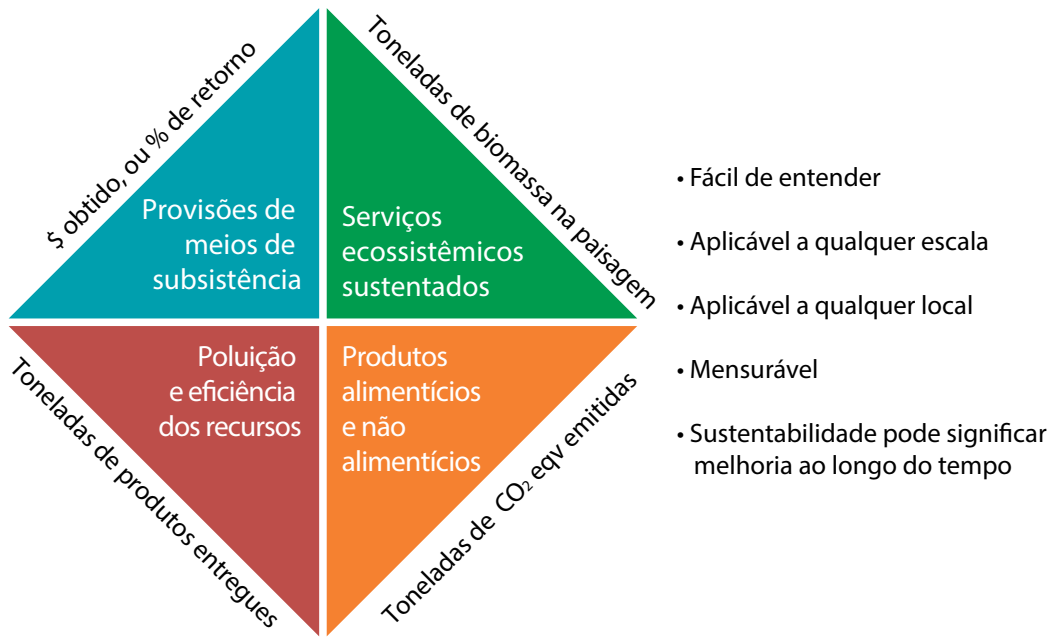 $ obtido, ou % de retorno
Toneladas de biomassa na paisagem
Provisões de
meios de
subsistência
Serviços
ecossistêmicos
sustentados
Poluição
e eficiência
dos recursos
Produtos
alimentícios
e não
alimentícios
Toneladas de produtos entregues
Toneladas de CO₂ eqv emitidas
• Fácil de entender
• Aplicável a qualquer escala
• Aplicável a qualquer local
• Mensurável
• Sustentabilidade pode significar
melhoria ao longo do tempo